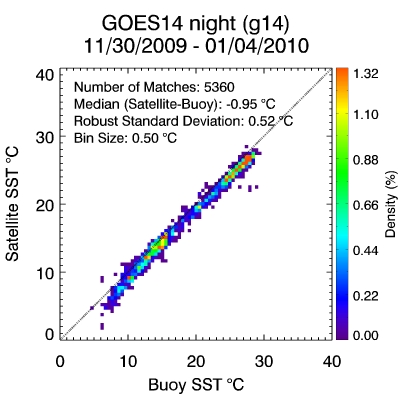 GOES14 night (g14)
11/30/2009 - 01/04/2010
Number of Matches: 5360
Median (Satellite-Buoy): -0.95 °C
Robust Standard Deviation: 0.52 °C
Bin Size: 0.50 °C
40
30
20
10
0
Satellite SST °C
0
10
20
30
40
Buoy SST °C
1.32
1.10
0.88
0.66
0.44
0.22
0.00
Density (%)